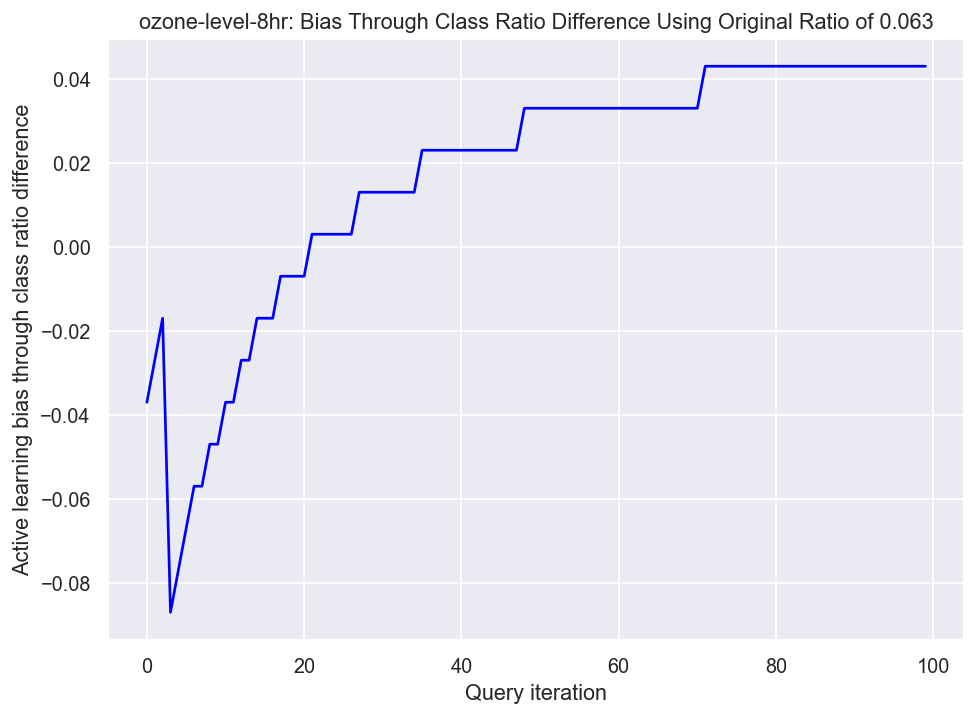 ozone-level-8hr: Bias Through Class Ratio Difference Using Original Ratio of 0.063
Active learning bias through class ratio difference
0.04
0.02
0.00
−0.02
−0.04
−0.06
−0.08
0 20 40 60 80 100
Query iteration